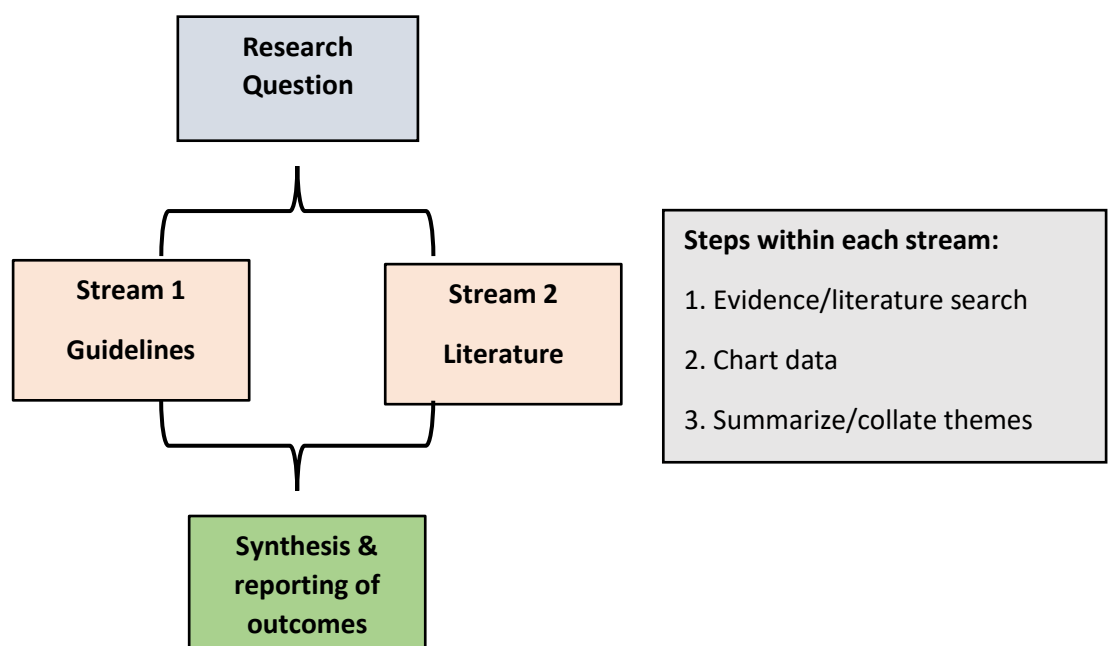 Research
Question
Stream 1
Guidelines
Stream 2
Literature
Steps within each stream:
1. Evidence/literature search
2. Chart data
3. Summarize/collate themes
Synthesis &
reporting of
outcomes